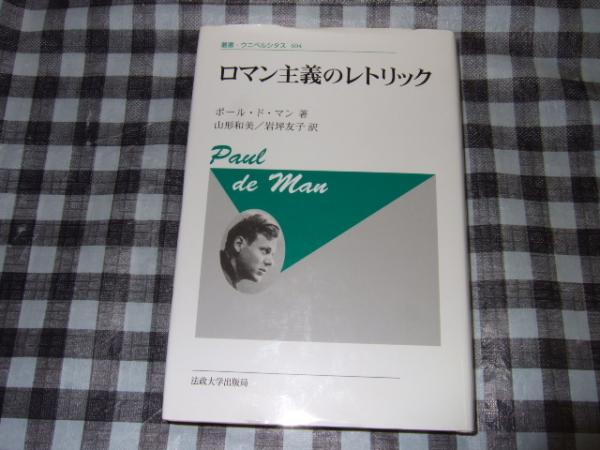 叢書・ウニベルシタス 604
ロマン主義のレトリック
ポール・ド・マン 著
山形和美／岩坪友子 訳
Paul
de Man
法政大学出版局